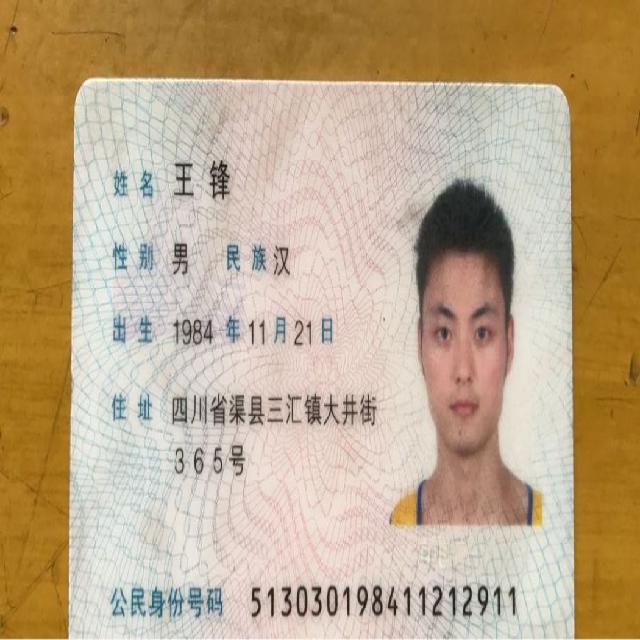 姓名 王锋
性别 男 民族 汉
出生 1984 年 11 月 21 日
住址 四川省渠县三汇镇大井街
365号
公民身份号码 513030198411212911